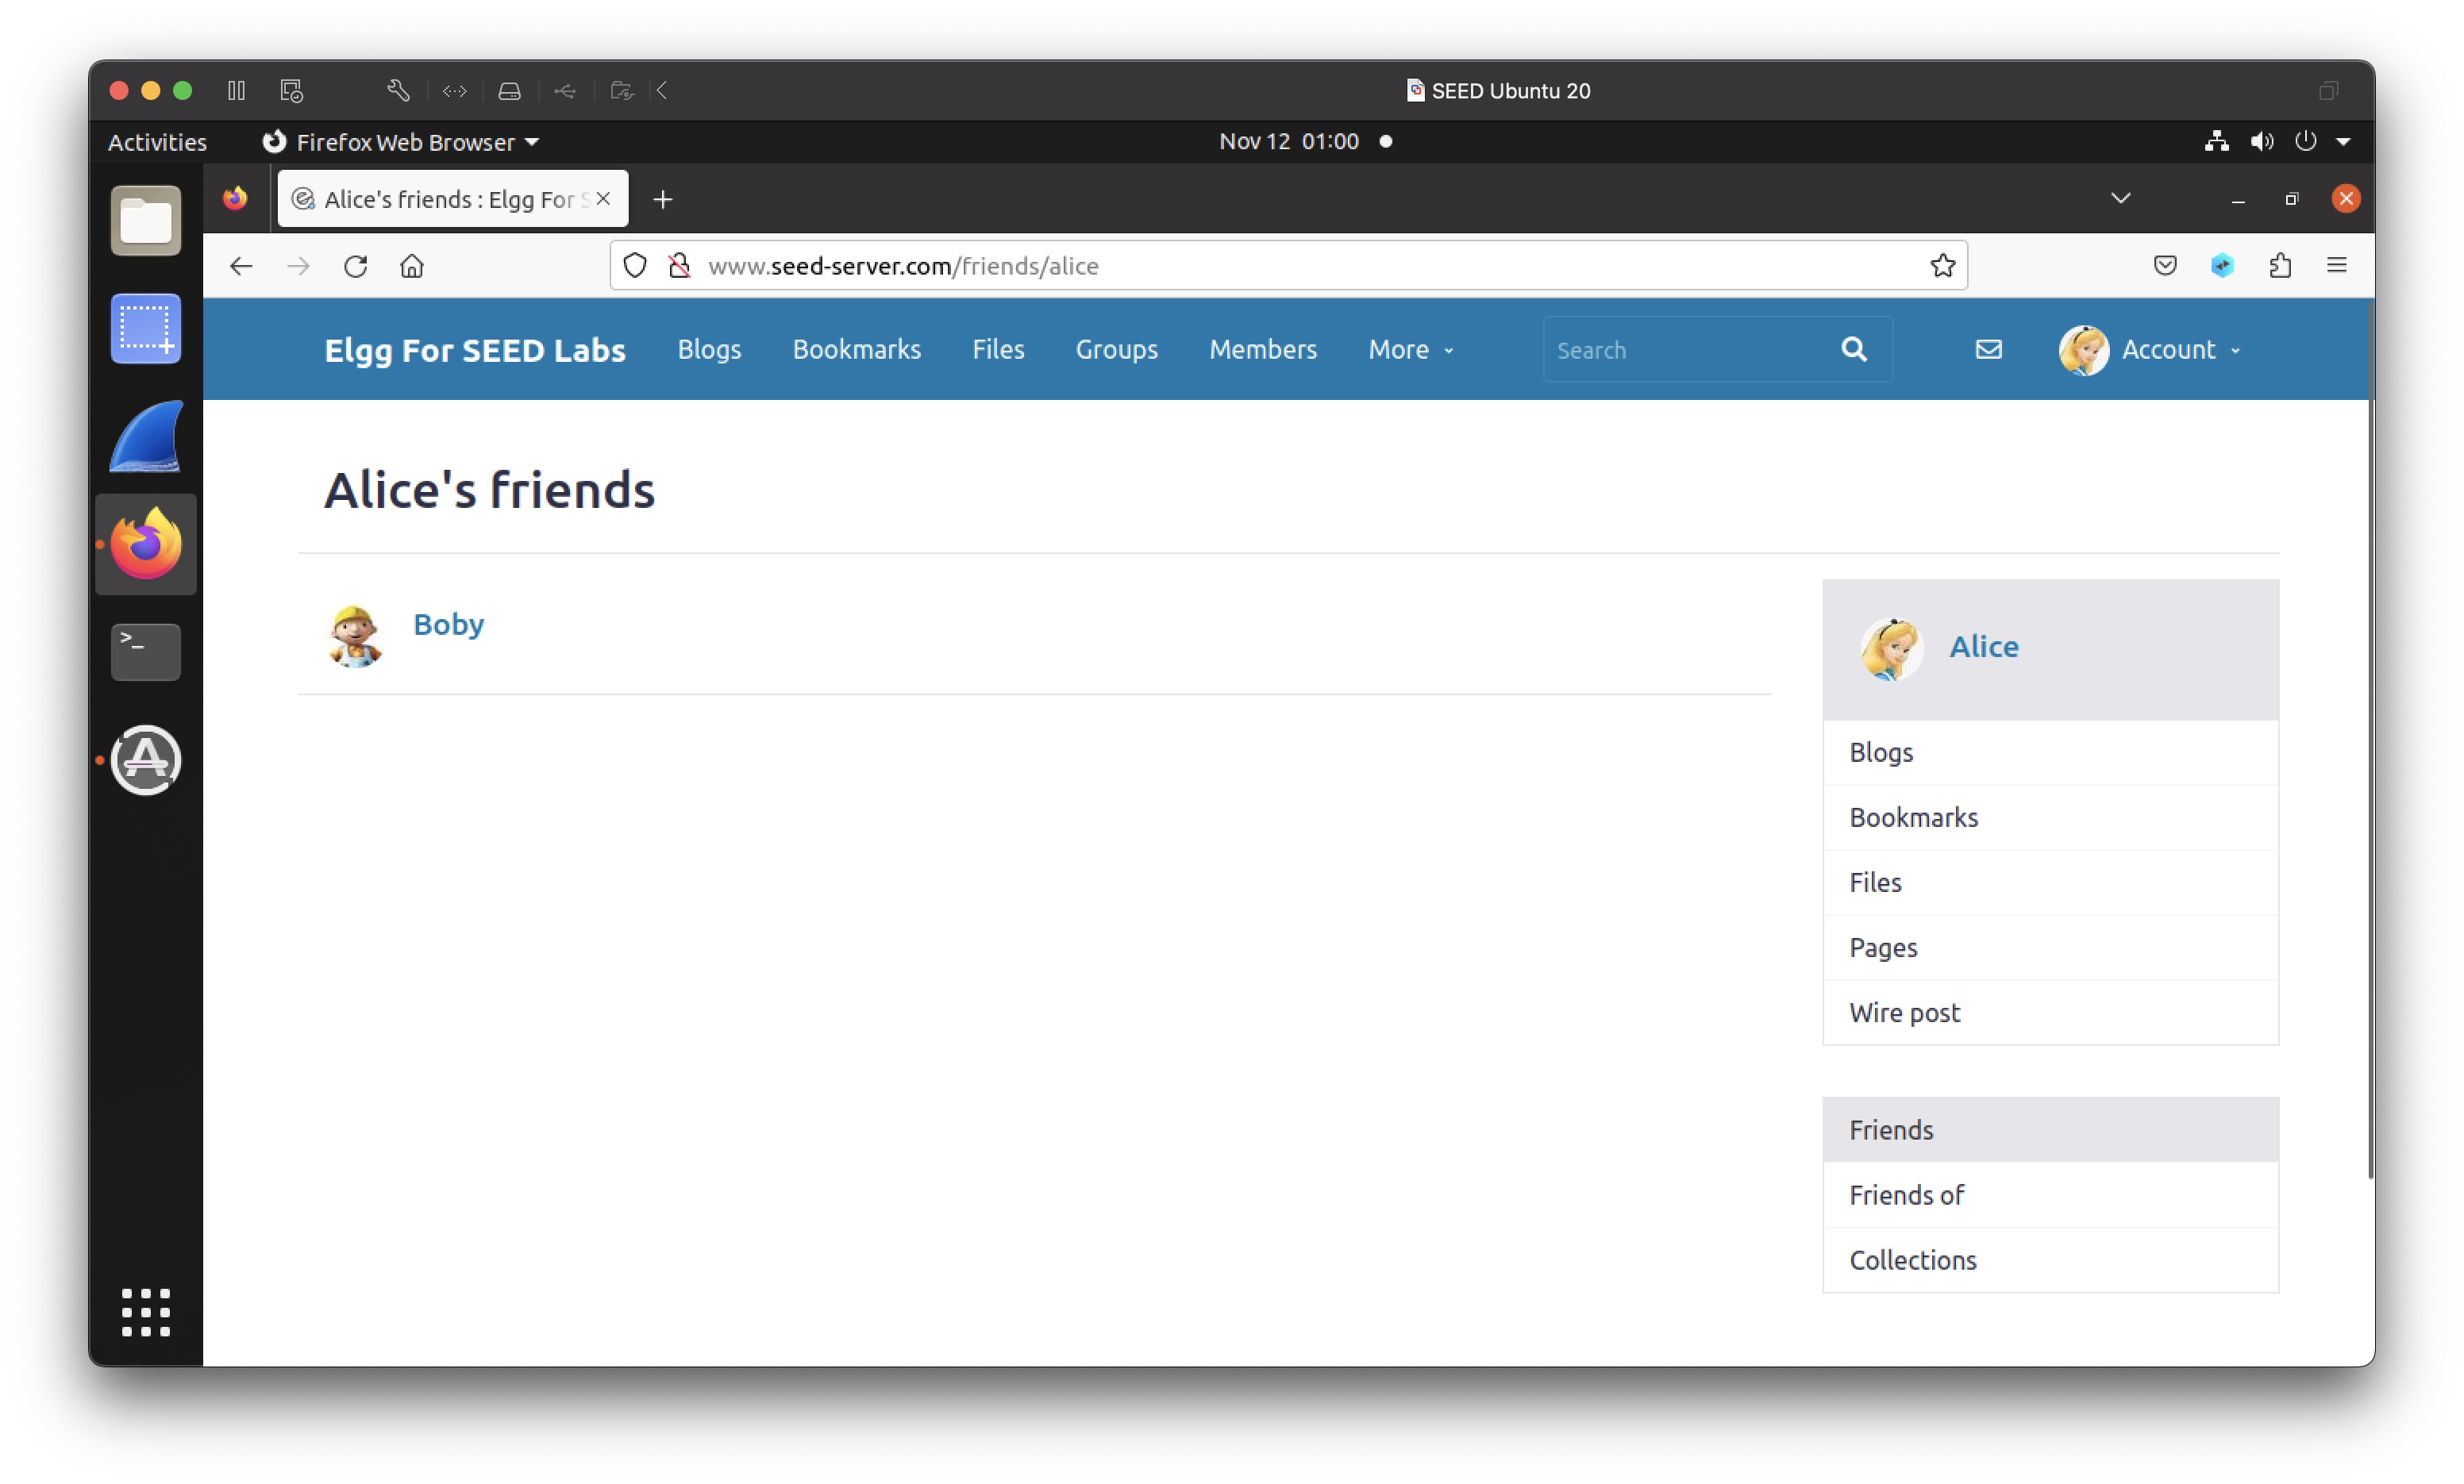 SEED Ubuntu 20
Activities Firefox Web Browser Nov 12 01:00
Alice's friends : Elgg For S
www.seed-server.com/friends/alice
Elgg For SEED Labs Blogs Bookmarks Files Groups Members More Search Account
Alice's friends
Boby
Alice
Blogs
Bookmarks
Files
Pages
Wire post
Friends
Friends of
Collections